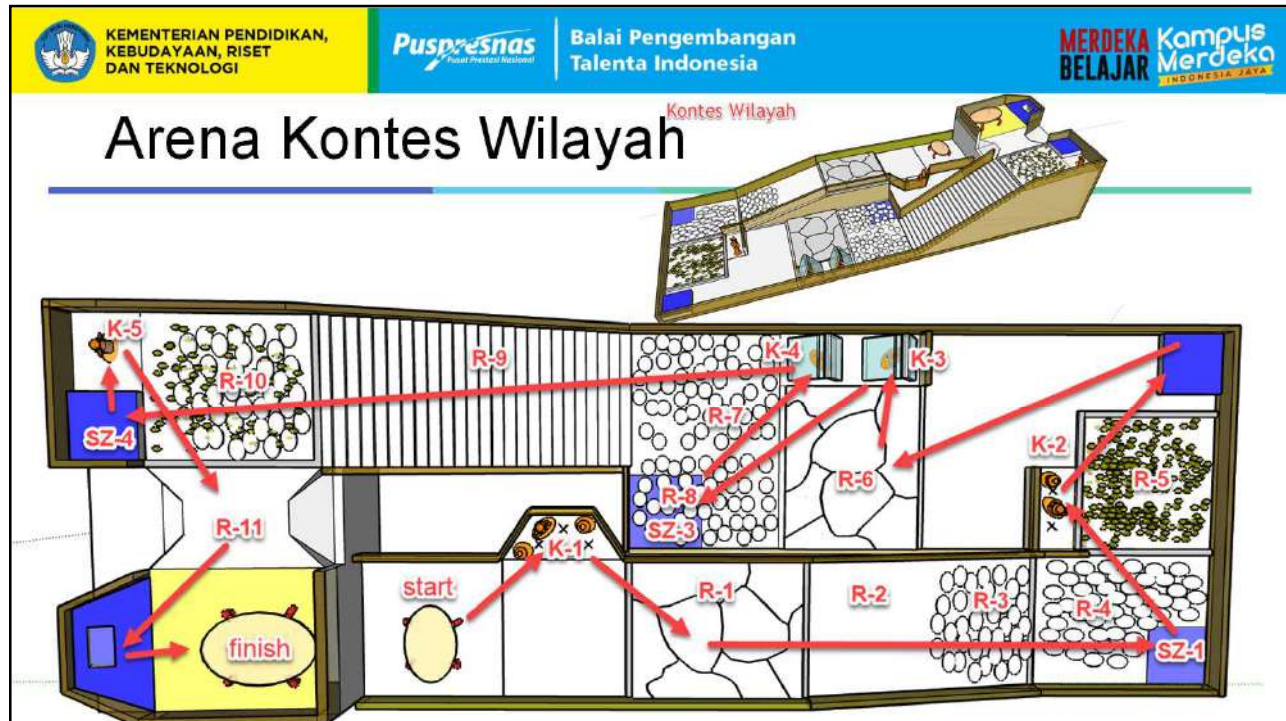 KEMENTERIAN PENDIDIKAN,
KEBUDAYAAN, RISET
DAN TEKNOLOGI
Puspresnas
Pusat Prestasi Nasional
Balai Pengembangan
Talenta Indonesia
MERDEKA
BELAJAR
Kampus
Merdeka
INDONESIA JAYA
Arena Kontes Wilayah
Kontes Wilayah
K-5
R-10
SZ-4
R-9
K-4
K-3
R-7
R-6
R-8
SZ-3
K-2
R-5
R-11
start
K-1
R-1
R-2
R-3
R-4
SZ-1
finish